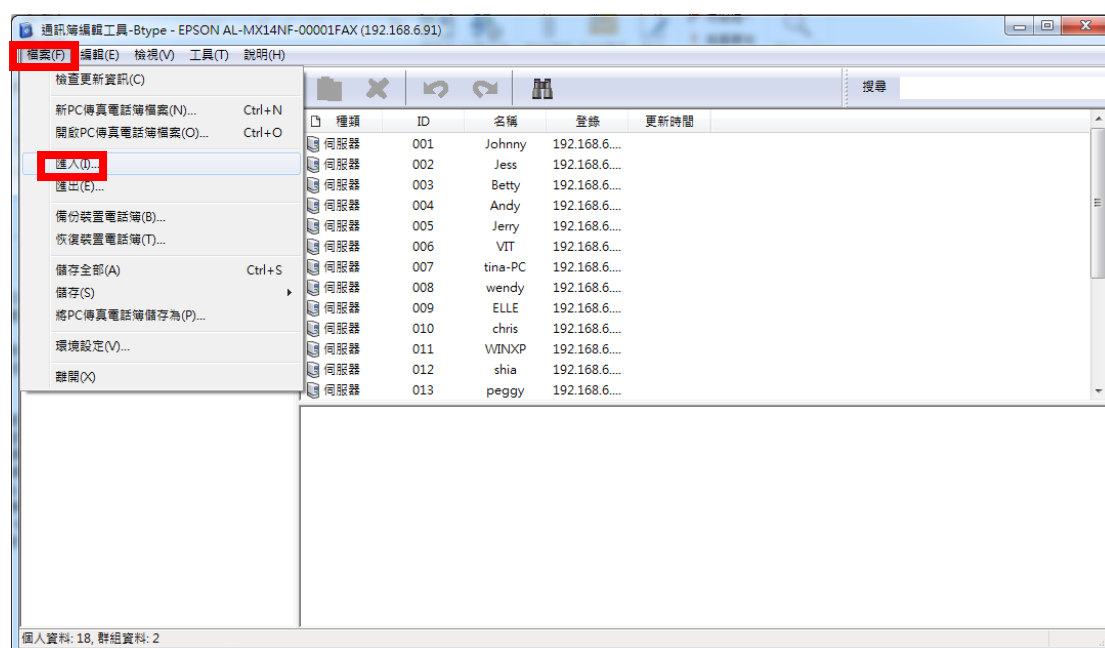 通訊簿編輯工具-Btype - EPSON AL-MX14NF-00001FAX (192.168.6.91)
檔案(F) 編輯(E) 檢視(V) 工具(T) 說明(H)
檢查更新資訊(C)
新PC傳真電話簿檔案(N)... Ctrl+N
開啟PC傳真電話簿檔案(O)... Ctrl+O
匯入(I)...
匯出(E)...
備份裝置電話簿(B)...
恢復裝置電話簿(T)...
儲存全部(A) Ctrl+S
儲存(S)
將PC傳真電話簿儲存為(P)...
環境設定(V)...
離開(X)
搜尋
種類 ID 名稱 登錄 更新時間
伺服器 001 Johnny 192.168.6....
伺服器 002 Jess 192.168.6....
伺服器 003 Betty 192.168.6....
伺服器 004 Andy 192.168.6....
伺服器 005 Jerry 192.168.6....
伺服器 006 VIT 192.168.6....
伺服器 007 tina-PC 192.168.6....
伺服器 008 wendy 192.168.6....
伺服器 009 ELLE 192.168.6....
伺服器 010 chris 192.168.6....
伺服器 011 WINXP 192.168.6....
伺服器 012 shia 192.168.6....
伺服器 013 peggy 192.168.6....
個人資料: 18, 群組資料: 2